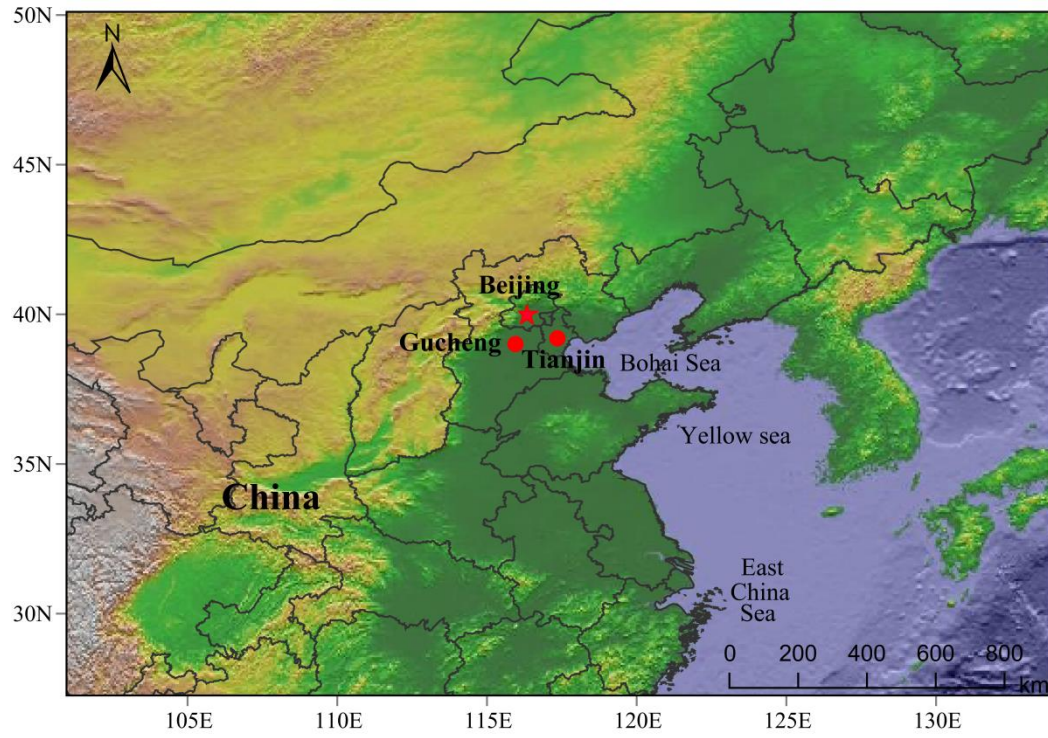 50N
N
45N
40N
35N
30N
Beijing
Gucheng
Tianjin
Bohai Sea
Yellow sea
China
East
China
Sea
0 200 400 600 800
km
105E 110E 115E 120E 125E 130E